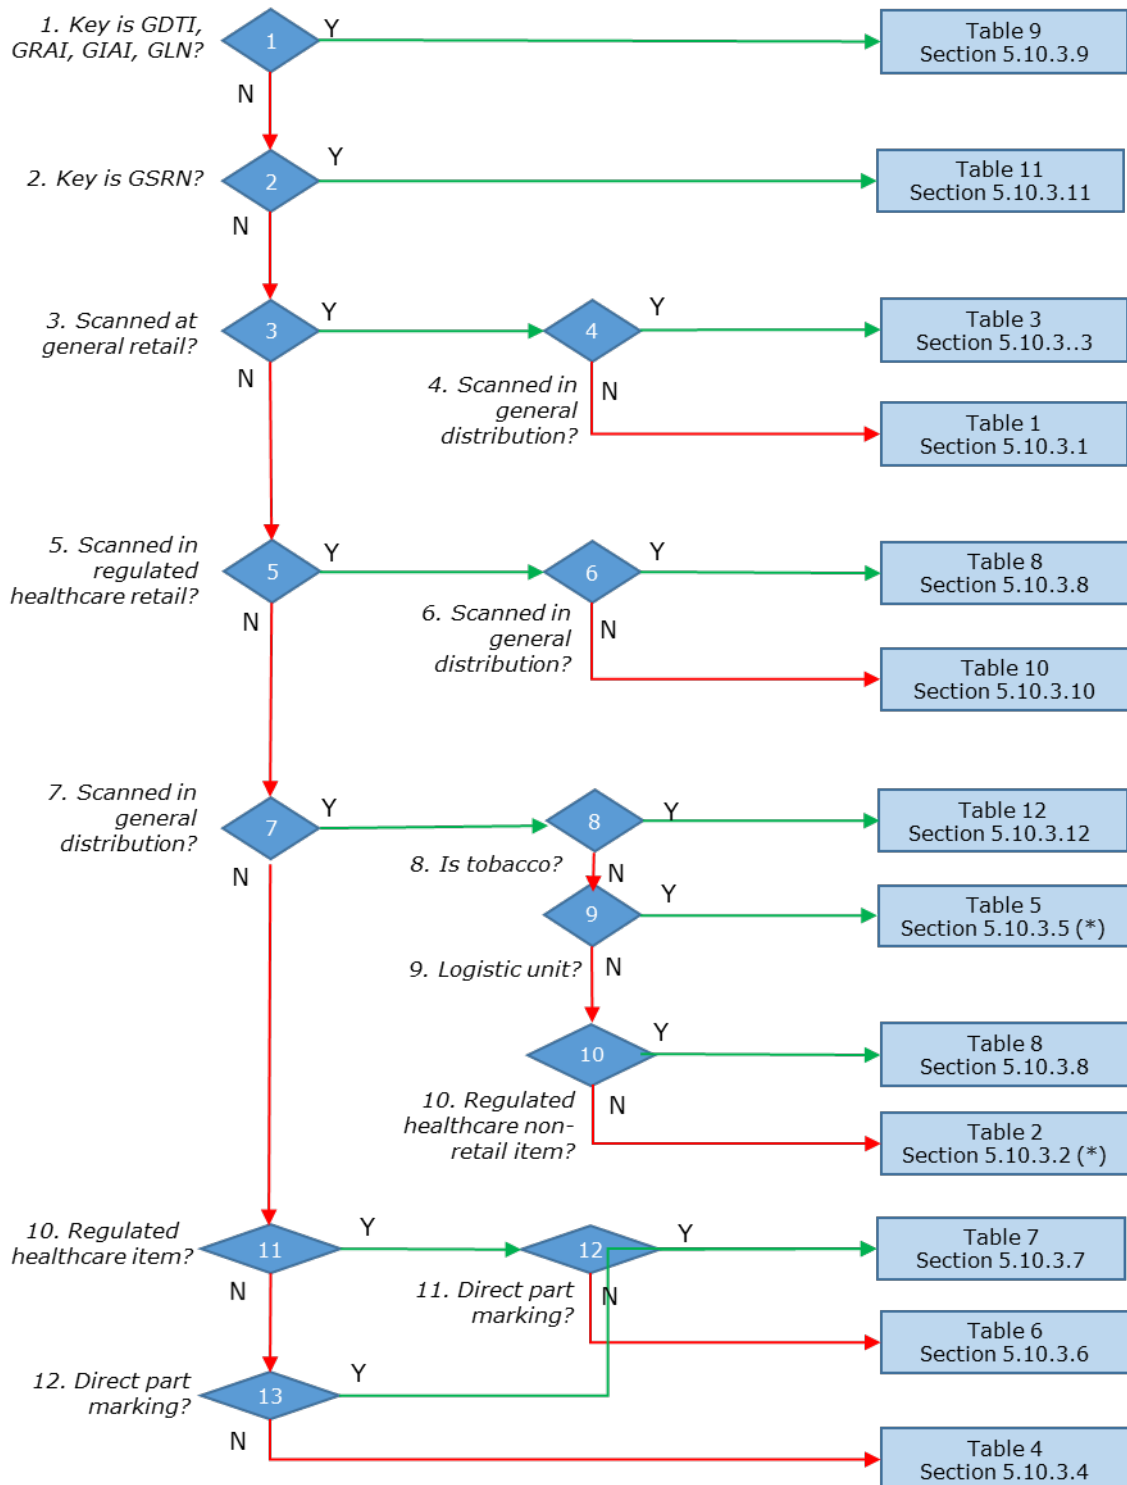 1. Key is GDTI,
GRAI, GIAI, GLN?
1
Y
N
Table 9
Section 5.10.3.9
2. Key is GSRN?
2
Y
N
Table 11
Section 5.10.3.11
3. Scanned at
general retail?
3
Y
N
4
Y
N
4. Scanned in
general
distribution?
Table 3
Section 5.10.3..3
Table 1
Section 5.10.3.1
5. Scanned in
regulated
healthcare retail?
5
Y
N
6
Y
N
6. Scanned in
general
distribution?
Table 8
Section 5.10.3.8
Table 10
Section 5.10.3.10
7. Scanned in
general
distribution?
7
Y
N
8
Y
N
8. Is tobacco?
Table 12
Section 5.10.3.12
9
Y
N
9. Logistic unit?
Table 5
Section 5.10.3.5 (*)
10
Y
N
10. Regulated
healthcare non-
retail item?
Table 8
Section 5.10.3.8
Table 2
Section 5.10.3.2 (*)
10. Regulated
healthcare item?
11
Y
N
12
Y
N
11. Direct part
marking?
Table 7
Section 5.10.3.7
Table 6
Section 5.10.3.6
12. Direct part
marking?
13
Y
N
Table 4
Section 5.10.3.4